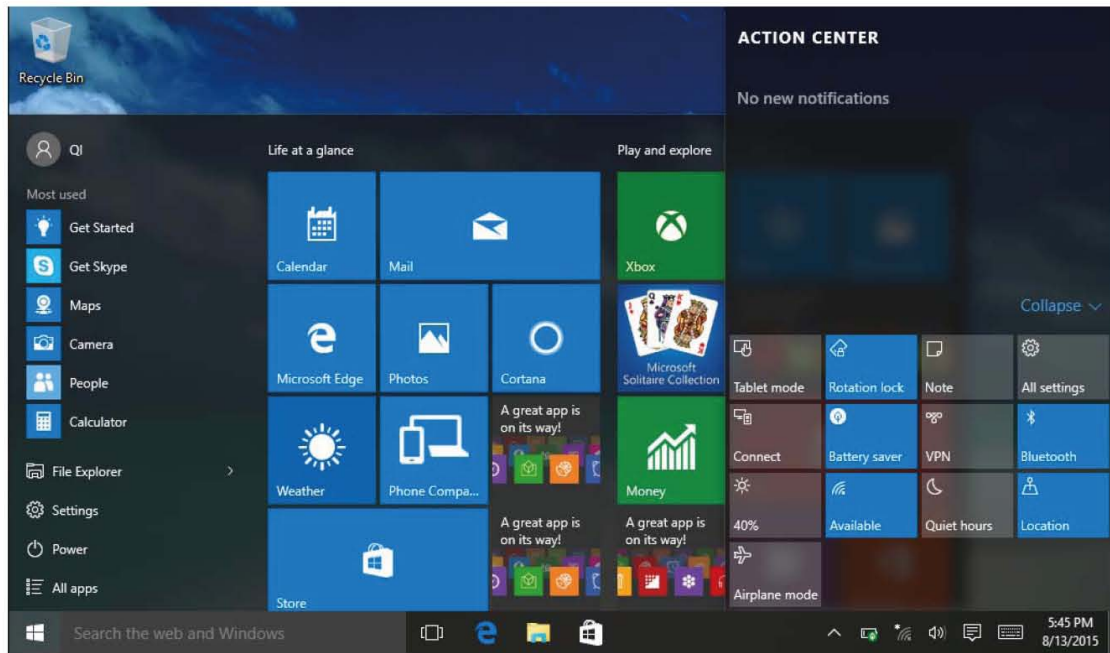 Recycle Bin
ACTION CENTER
No new notifications
QI
Most used
Get Started
Get Skype
Maps
Camera
People
Calculator
File Explorer
Settings
Power
All apps
Life at a glance
Calendar
Mail
Microsoft Edge
Photos
Cortana
Weather
Phone Compa...
A great app is
on its way!
Store
A great app is
on its way!
Play and explore
Xbox
Microsoft
Solitaire Collection
Money
A great app is
on its way!
Collapse
Tablet mode
Rotation lock
Note
All settings
Connect
Battery saver
VPN
Bluetooth
40%
Available
Quiet hours
Location
Airplane mode
Search the web and Windows
5:45 PM
8/13/2015